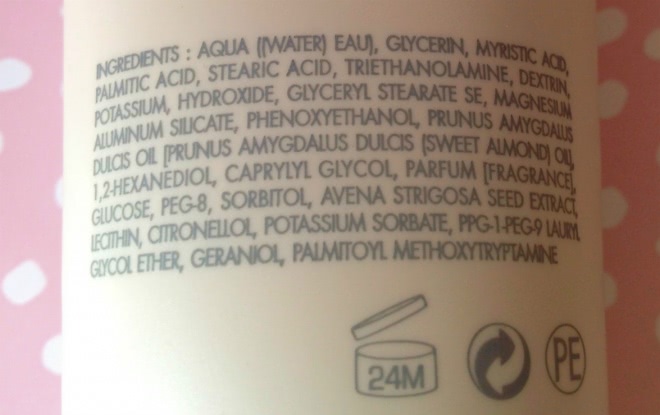 INGREDIENTS : AQUA ((WATER) EAU), GLYCERIN, MYRISTIC ACID,
PALMITIC ACID, STEARIC ACID, TRIETHANOLAMINE, DEXTRIN,
POTASSIUM, HYDROXIDE, GLYCERYL STEARATE SE, MAGNESIUM
ALUMINUM SILICATE, PHENOXYETHANOL, PRUNUS AMYGDALUS
DULCIS OIL [PRUNUS AMYGDALUS DULCIS (SWEET ALMOND) OIL],
1,2-HEXANEDIOL, CAPRYLYL GLYCOL, PARFUM [FRAGRANCE],
GLUCOSE, PEG-8, SORBITOL, AVENA STRIGOSA SEED EXTRACT,
LECITHIN, CITRONELLOL, POTASSIUM SORBATE, PPG-1-PEG-9 LAURYL
GLYCOL ETHER, GERANIOL, PALMITOYL METHOXYTRYPTAMINE
24M
PE